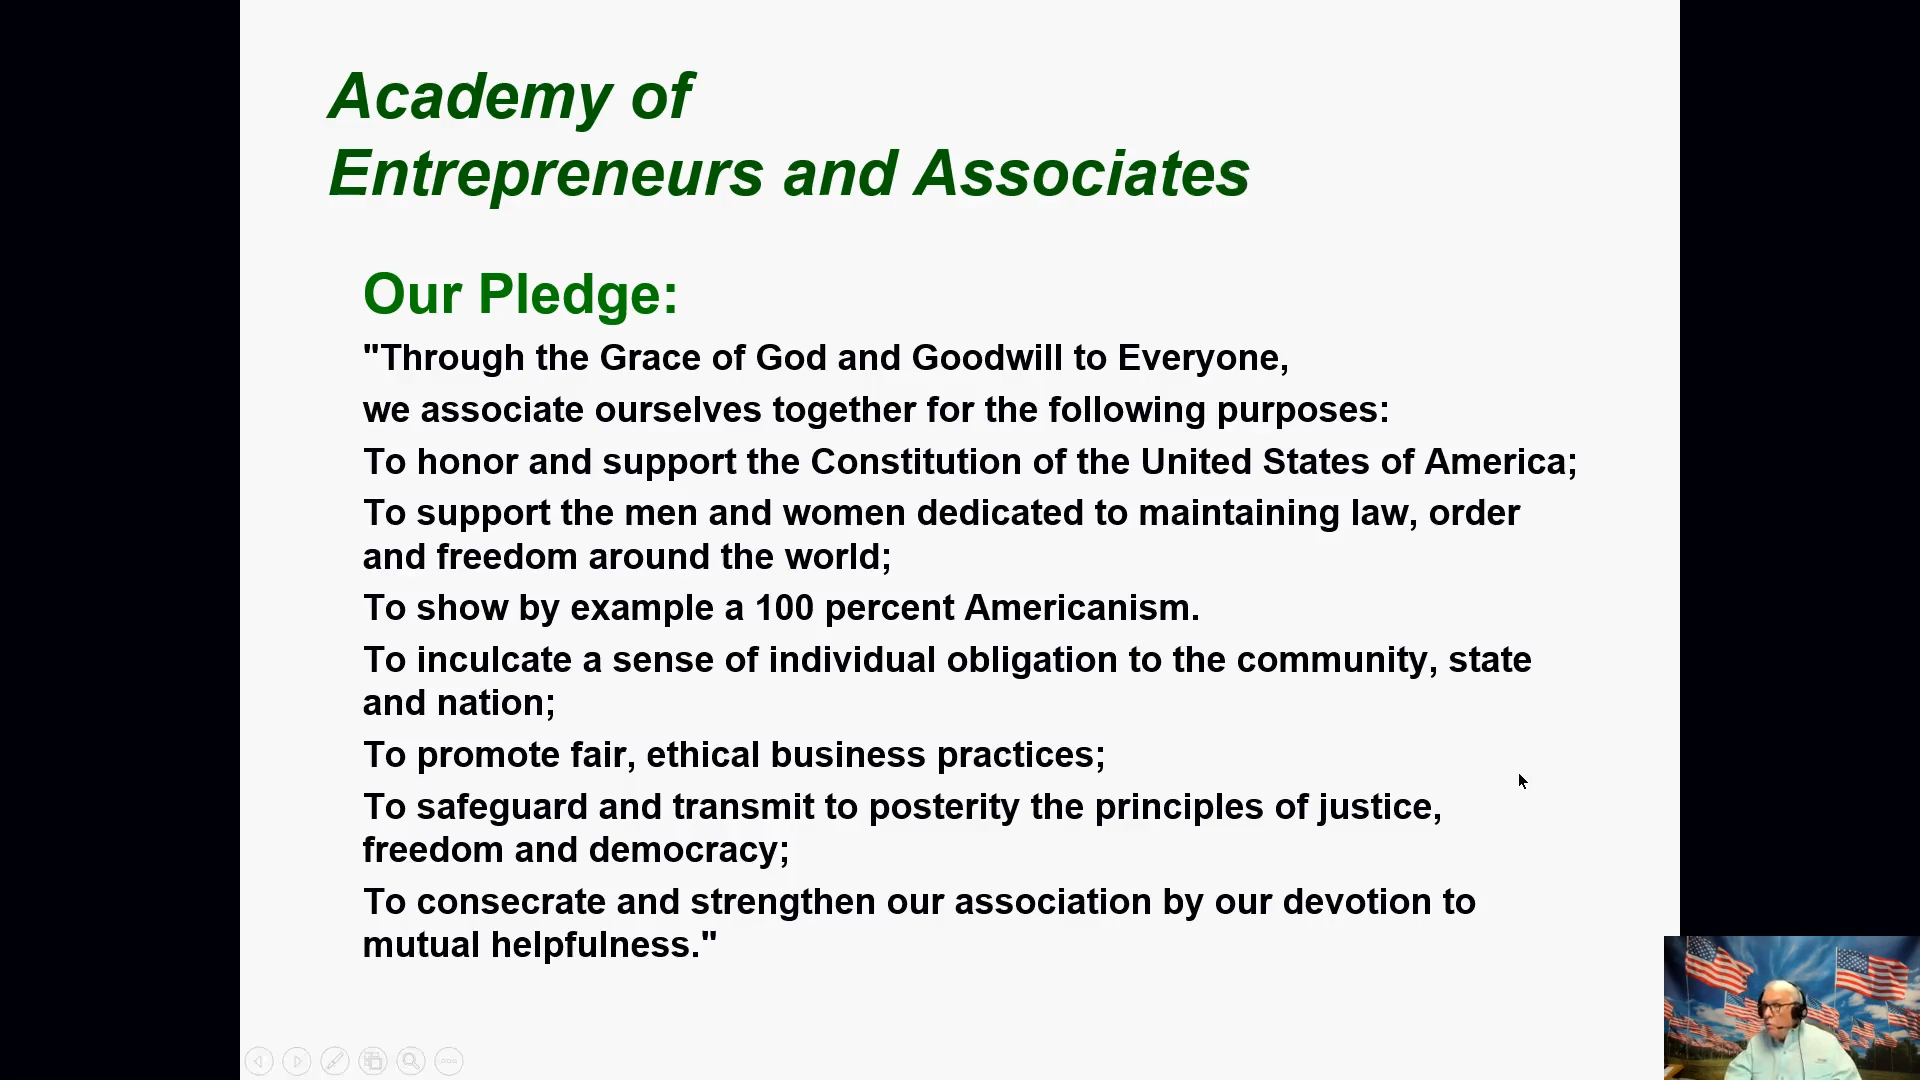 Academy of
Entrepreneurs and Associates
Our Pledge:
"Through the Grace of God and Goodwill to Everyone,
we associate ourselves together for the following purposes:
To honor and support the Constitution of the United States of America;
To support the men and women dedicated to maintaining law, order
and freedom around the world;
To show by example a 100 percent Americanism.
To inculcate a sense of individual obligation to the community, state
and nation;
To promote fair, ethical business practices;
To safeguard and transmit to posterity the principles of justice,
freedom and democracy;
To consecrate and strengthen our association by our devotion to
mutual helpfulness."